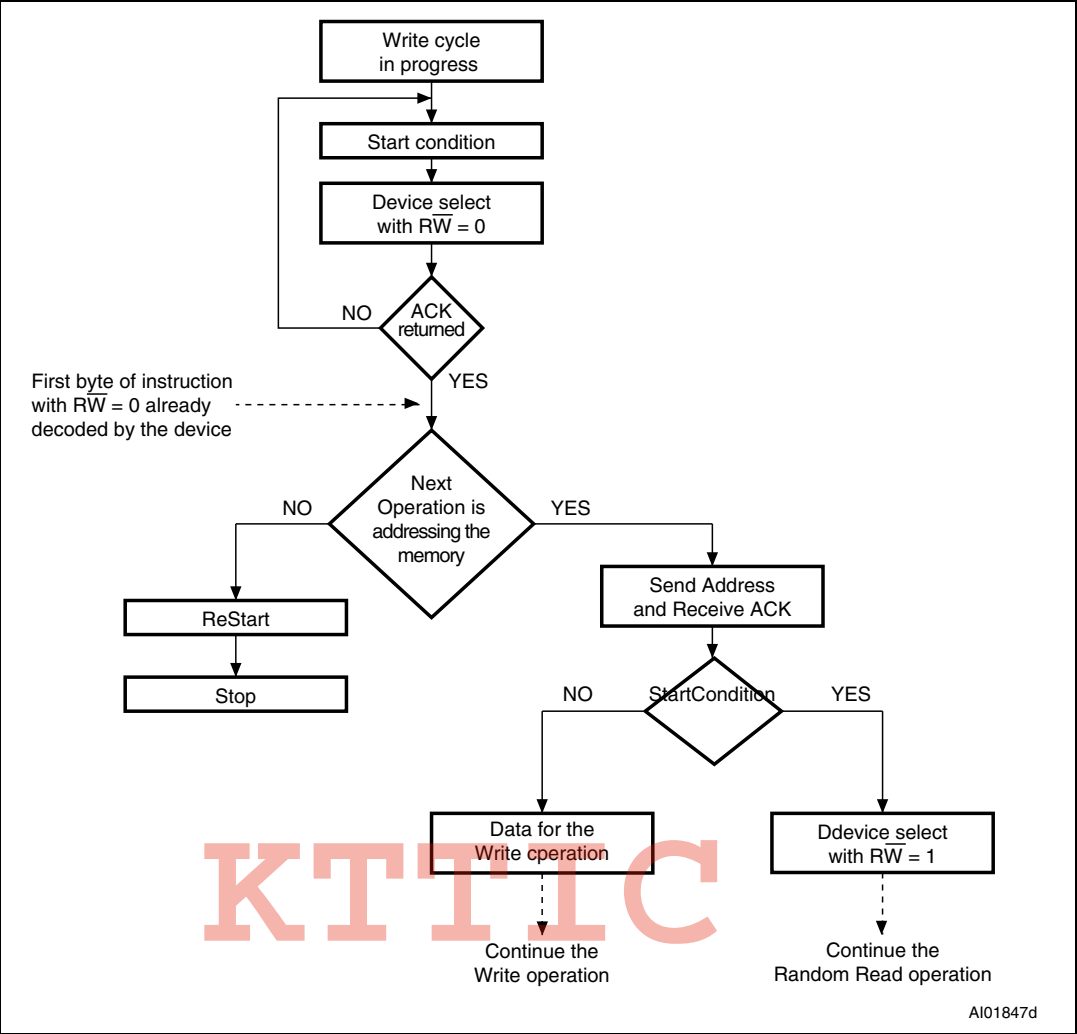 Write cycle
in progress
Start condition
Device select
with RW̅ = 0
ACK
returned
NO
YES
First byte of instruction
with RW̅ = 0 already
decoded by the device
Next
Operation is
addressing the
memory
NO
YES
ReStart
Stop
Send Address
and Receive ACK
StartCondition
NO
YES
Data for the
Write cperation
Ddevice select
with RW̅ = 1
KTTIC
Continue the
Write operation
Continue the
Random Read operation
AI01847d